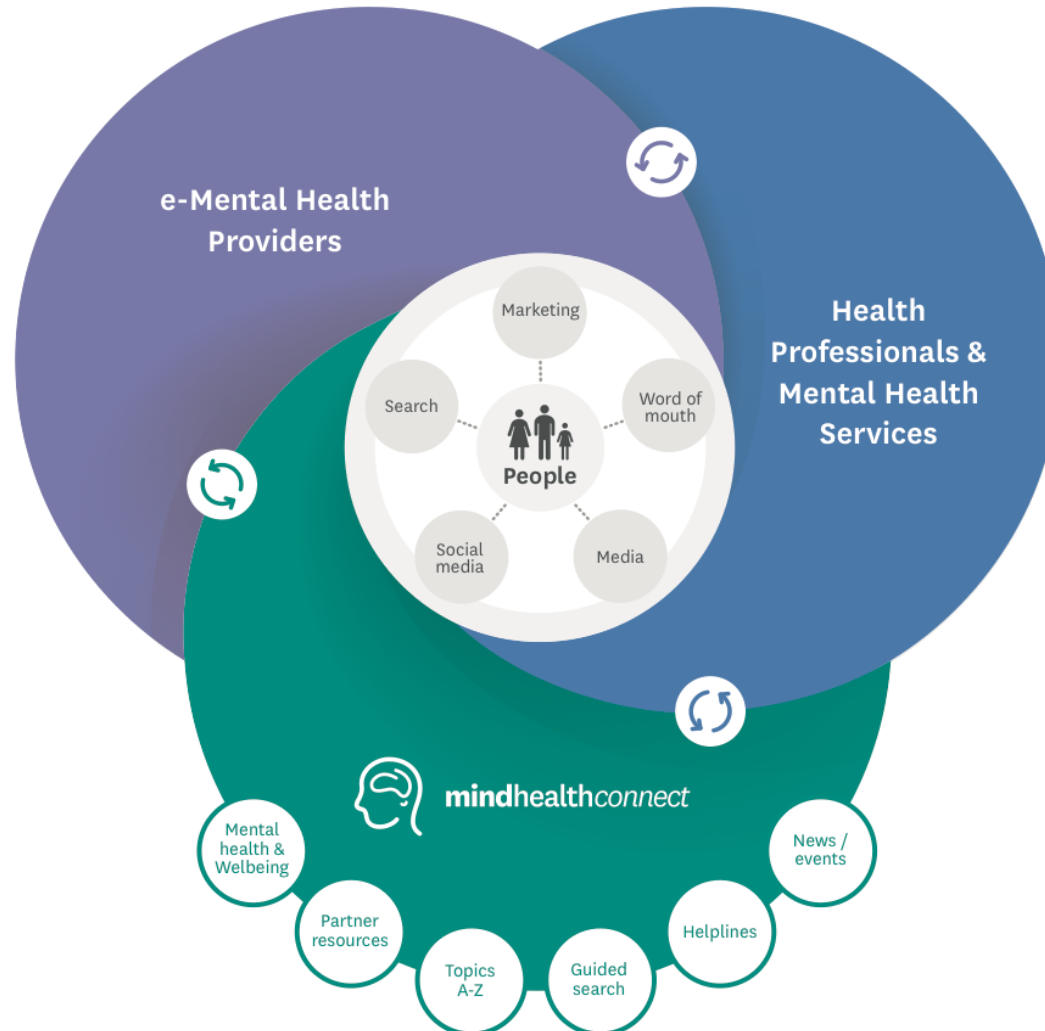 e-Mental Health
Providers
Health
Professionals &
Mental Health
Services
Marketing
Search
Word of
mouth
People
Social
media
Media
mindhealthconnect
Mental
health &
Welbeing
Partner
resources
Topics
A-Z
Guided
search
Helplines
News /
events